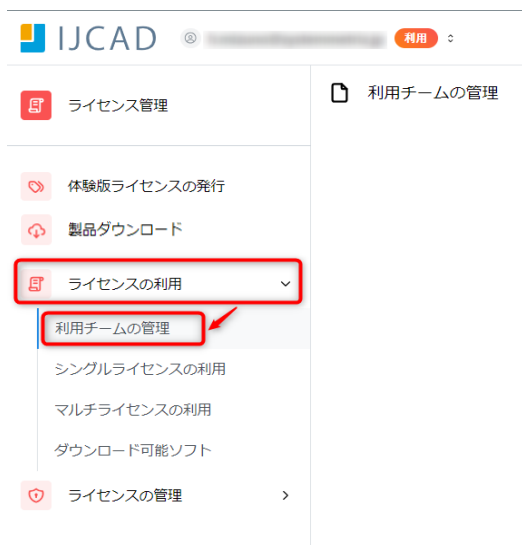 IJCAD
利用
ライセンス管理
利用チームの管理
体験版ライセンスの発行
製品ダウンロード
ライセンスの利用
利用チームの管理
シングルライセンスの利用
マルチライセンスの利用
ダウンロード可能ソフト
ライセンスの管理